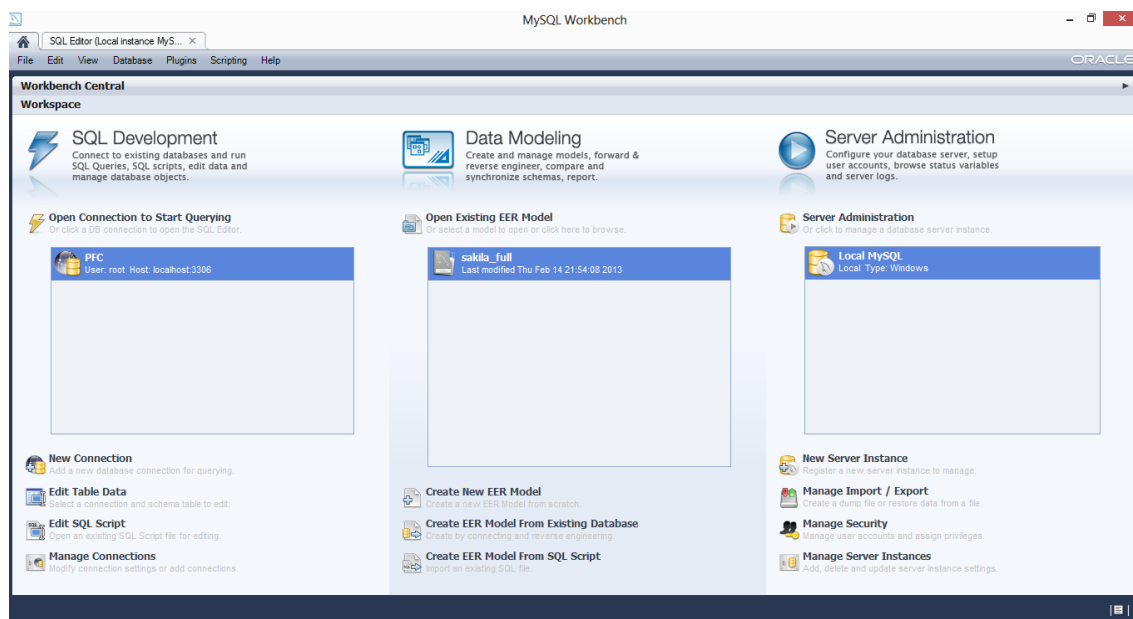 MySQL Workbench
SQL Editor (Local instance MyS... ×
File Edit View Database Plugins Scripting Help
ORACLE
Workbench Central
Workspace
SQL Development
Connect to existing databases and run
SQL Queries, SQL scripts, edit data and
manage database objects.
Open Connection to Start Querying
Or click a DB connection to open the SQL Editor.
PFC
User: root Host: localhost:3306
New Connection
Add a new database connection for querying.
Edit Table Data
Select a connection and schema table to edit.
Edit SQL Script
Open an existing SQL Script file for editing.
Manage Connections
Modify connection settings or add connections.
Data Modeling
Create and manage models, forward &
reverse engineer, compare and
synchronize schemas, report.
Open Existing EER Model
Or select a model to open or click here to browse.
sakila_full
Last modified Thu Feb 14 21:54:08 2013
Create New EER Model
Create a new EER Model from scratch.
Create EER Model From Existing Database
Create by connecting and reverse engineering.
Create EER Model From SQL Script
Import an existing SQL file.
Server Administration
Configure your database server, setup
user accounts, browse status variables
and server logs.
Server Administration
Or click to manage a database server instance.
Local MySQL
Local Type: Windows
New Server Instance
Register a new server instance to manage.
Manage Import / Export
Create a dump file or restore data from a file.
Manage Security
Manage user accounts and assign privileges.
Manage Server Instances
Add, delete and update server instance settings.